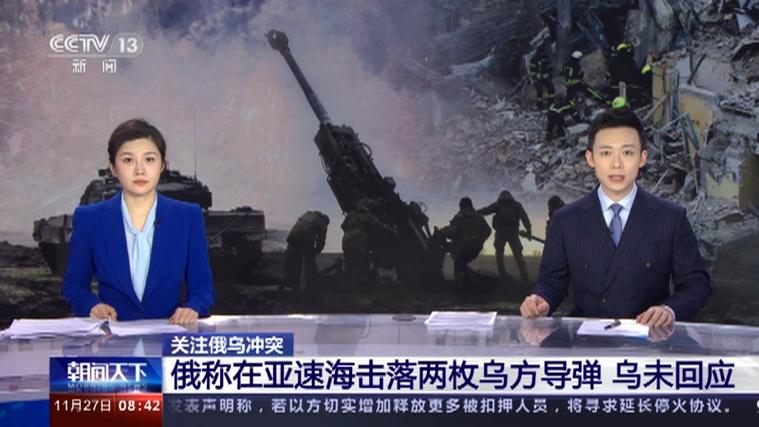 CCTV 13
新闻
关注俄乌冲突
俄称在亚速海击落两枚乌方导弹 乌未回应
朝闻天下
11月27日 08:42
发表声明称，若以方切实增加释放更多被扣押人员，将寻求延长停火协议。